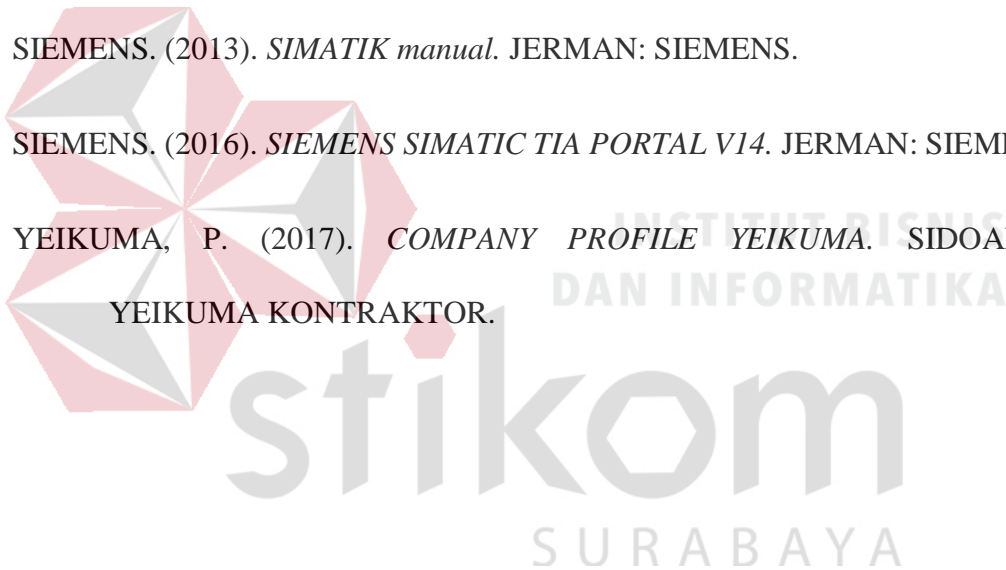 SIEMENS. (2013). SIMATIK manual. JERMAN: SIEMENS.
SIEMENS. (2016). SIEMENS SIMATIC TIA PORTAL V14. JERMAN:
YEIKUMA, P. (2017). COMPANY PROFILE YEIKUMA.
INSTITUT BISNIS
YEIKUMA KONTRAKTOR.
DAN INFORMATIKA
stikom
SURABAYA